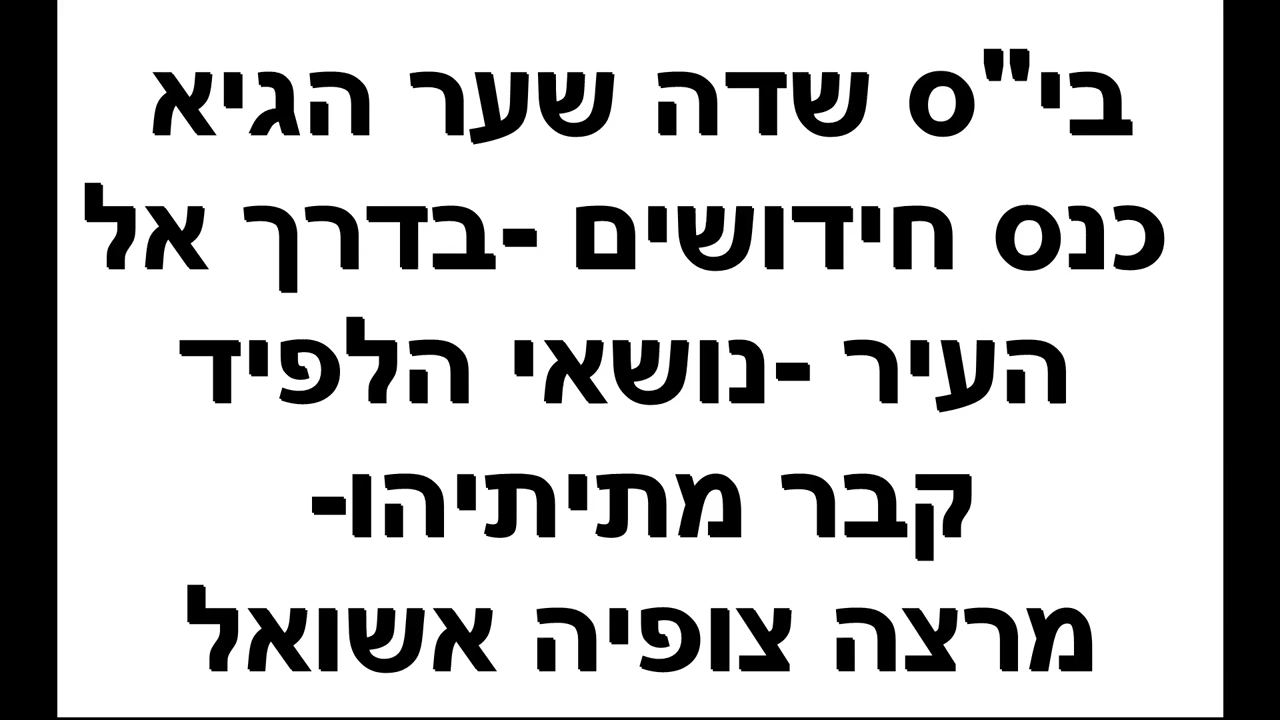 בי"ס שדה שער הגיא
כנס חידושים -בדרך אל
העיר -נושאי הלפיד
קבר מתיתיהו-
מרצה צופיה אשואל